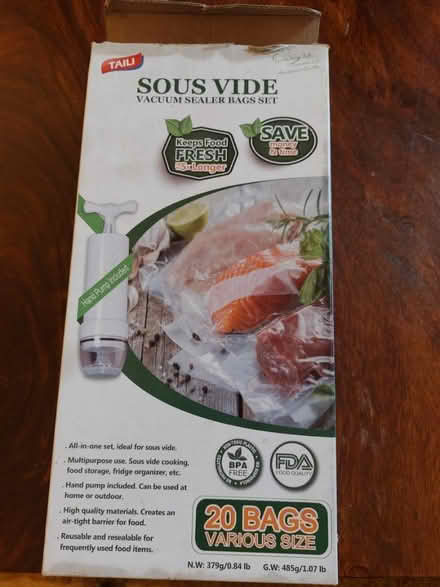 TAILI
SOUS VIDE
VACUUM SEALER BAGS SET
Keeps Food
FRESH
5x Longer
SAVE
money
& time
Hand Pump Included
. All-in-one set, ideal for sous vide.
. Multipurpose use. Sous vide cooking,
food storage, fridge organizer, etc.
. Hand pump included. Can be used at
home or outdoor.
. High quality materials. Creates an
air-tight barrier for food.
. Reusable and resealable for
frequently used food items.
BPA
FREE
FDA
FOOD QUALITY
20 BAGS
VARIOUS SIZE
N.W: 379g/0.84 lb
G.W: 485g/1.07 lb